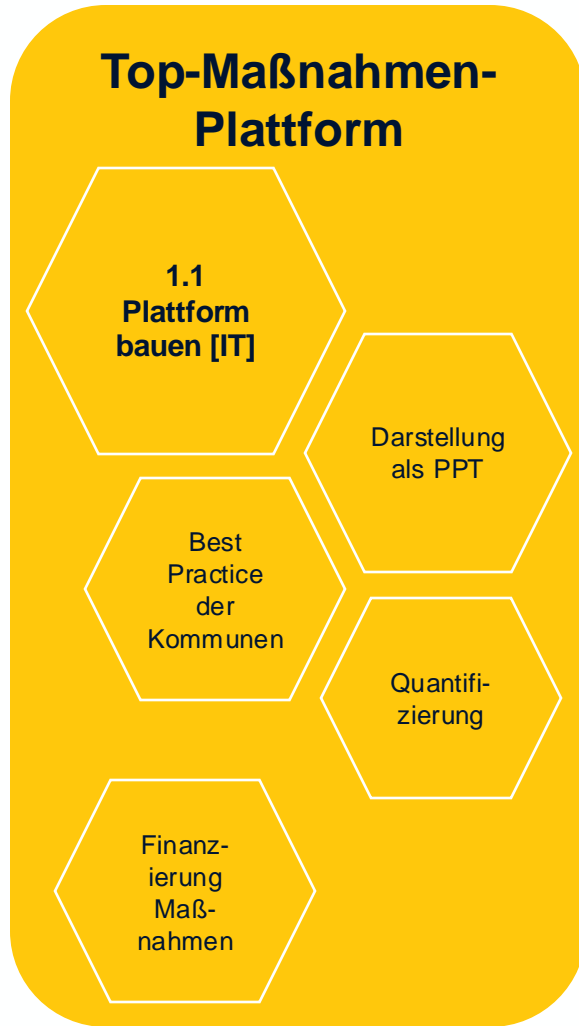 Top-Maßnahmen-
Plattform
1.1
Plattform
bauen [IT]
Darstellung
als PPT
Best
Practice
der
Kommunen
Quantifi-
zierung
Finanz-
ierung
Maß-
nahmen